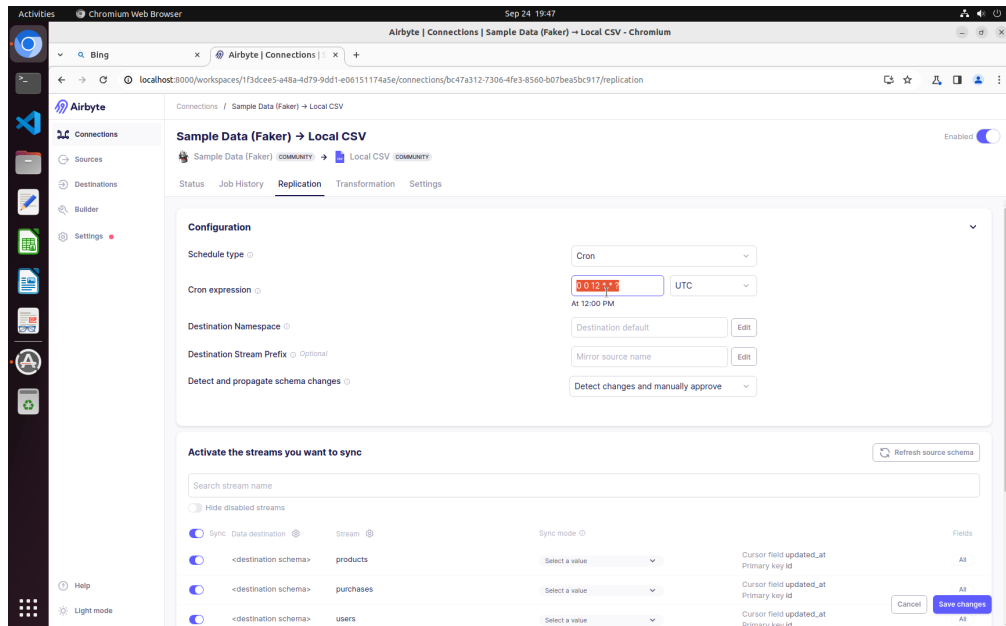 Activities Chromium Web Browser Sep 24 19:47
Airbyte | Connections | Sample Data (Faker) → Local CSV - Chromium
Bing Airbyte | Connections |
localhost:8000/workspaces/1f3dcee5-a48a-4d79-9dd1-e06151174a5e/connections/bc47a312-7306-4fe3-8560-b07bea5bc917/replication
Airbyte
Connections
Sources
Destinations
Builder
Settings
Help
Light mode
Connections / Sample Data (Faker) → Local CSV
Sample Data (Faker) → Local CSV
Enabled
Sample Data (Faker) COMMUNITY → Local CSV COMMUNITY
Status Job History Replication Transformation Settings
Configuration
Schedule type Cron
Cron expression 0 0 12 * * ? UTC
At 12:00 PM
Destination Namespace Destination default Edit
Destination Stream Prefix Optional Mirror source name Edit
Detect and propagate schema changes Detect changes and manually approve
Activate the streams you want to sync Refresh source schema
Search stream name
Hide disabled streams
Sync Data destination Stream Sync mode Fields
<destination schema> products Select a value Cursor field updated_at All
Primary key id
<destination schema> purchases Select a value Cursor field updated_at All
Primary key id
Cancel Save changes
<destination schema> users Select a value Cursor field updated_at All
Primary key id